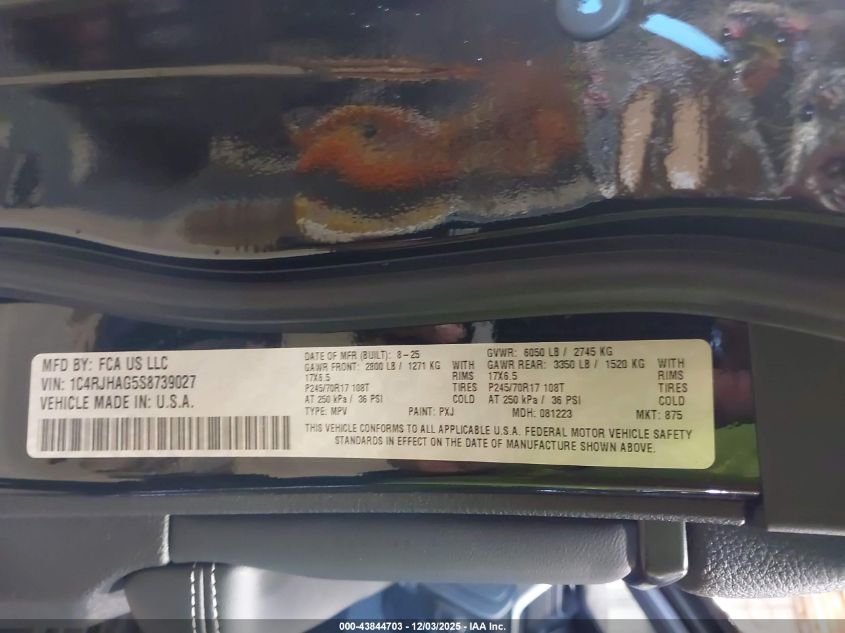 MFD BY: FCA US LLC
VIN: 1C4RJHAG5S8739027
VEHICLE MADE IN: U.S.A.
DATE OF MFR (BUILT): 8-25
GVWR: 6050 LB / 2745 KG
GAWR FRONT: 2800 LB / 1271 KG WITH
17X6.5 RIMS
P245/70R17 108T TIRES
AT 250 kPa / 36 PSI COLD
GAWR REAR: 3350 LB / 1520 KG WITH
17X6.5 RIMS
P245/70R17 108T TIRES
AT 250 kPa / 36 PSI COLD
TYPE: MPV PAINT: PXJ MDH: 081223 MKT: 875
THIS VEHICLE CONFORMS TO ALL APPLICABLE U.S.A. FEDERAL MOTOR VEHICLE SAFETY
STANDARDS IN EFFECT ON THE DATE OF MANUFACTURE SHOWN ABOVE.
000-43844703 - 12/03/2025 - IAA Inc.